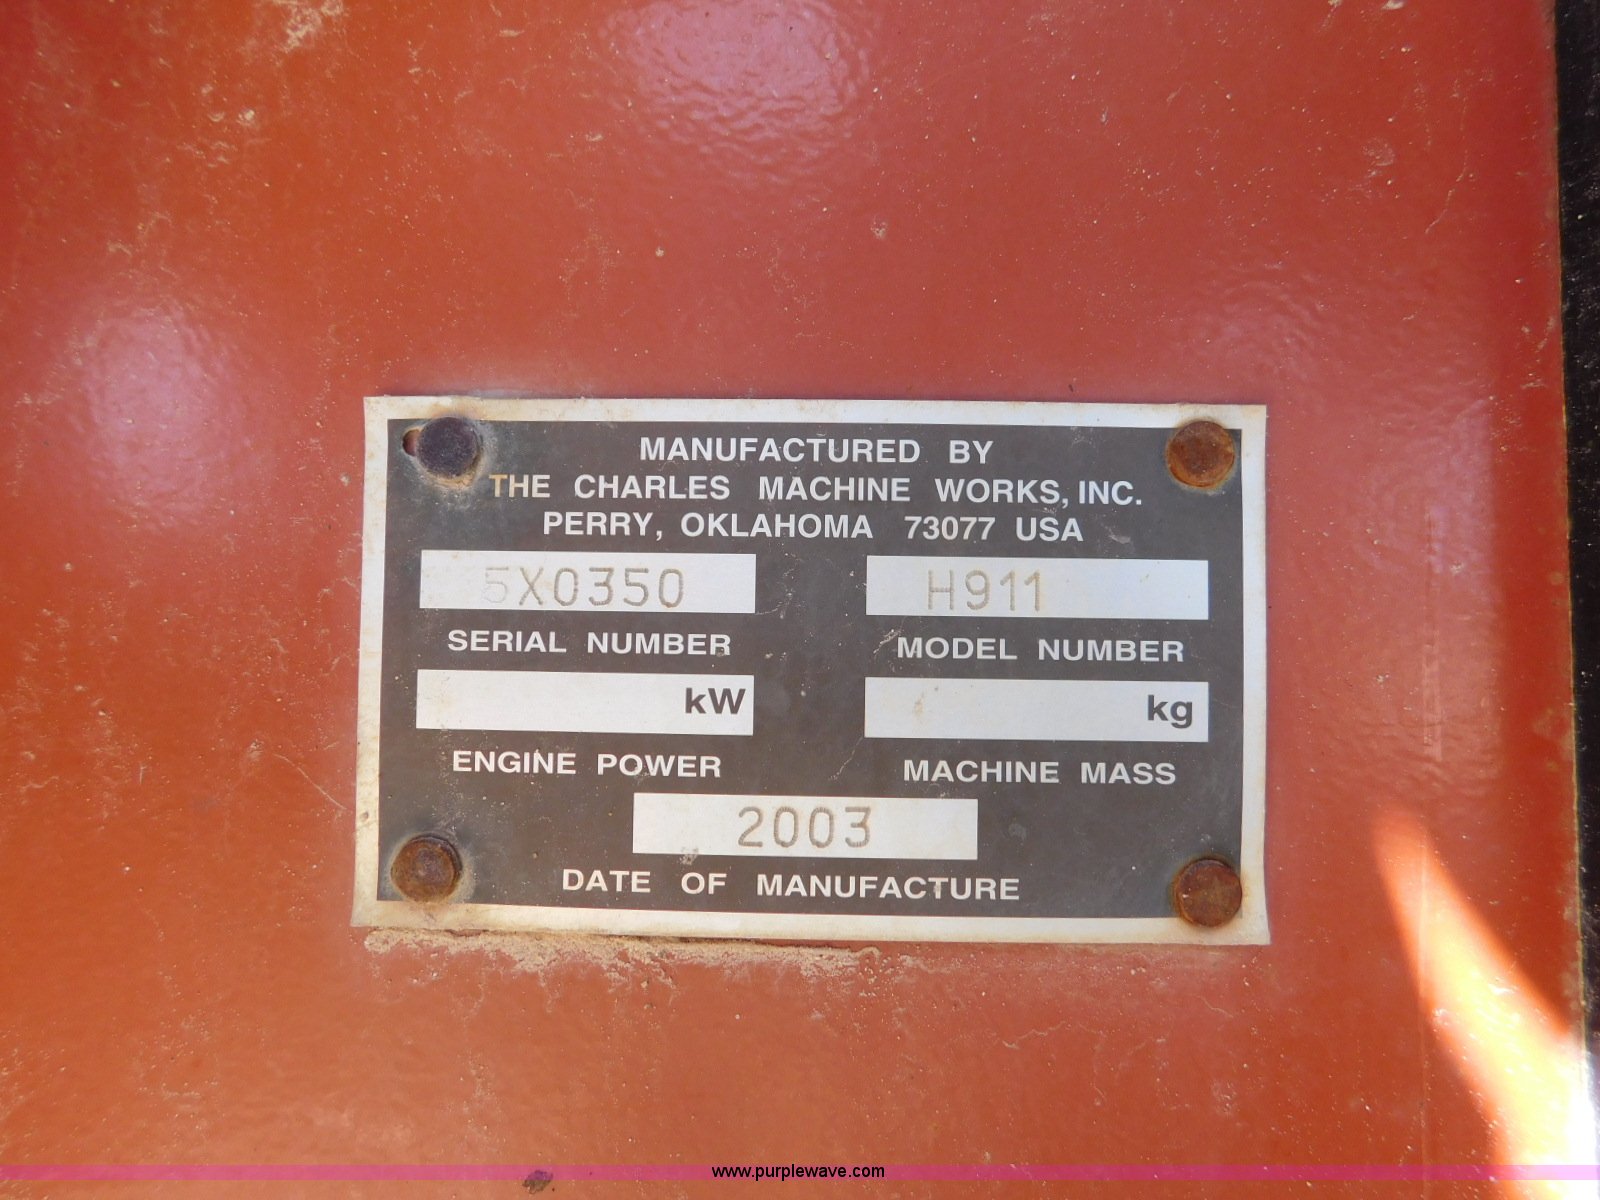 MANUFACTURED BY
THE CHARLES MACHINE WORKS, INC.
PERRY, OKLAHOMA 73077 USA
5X0350 H911
SERIAL NUMBER MODEL NUMBER
kW kg
ENGINE POWER MACHINE MASS
2003
DATE OF MANUFACTURE
www.purplewave.com